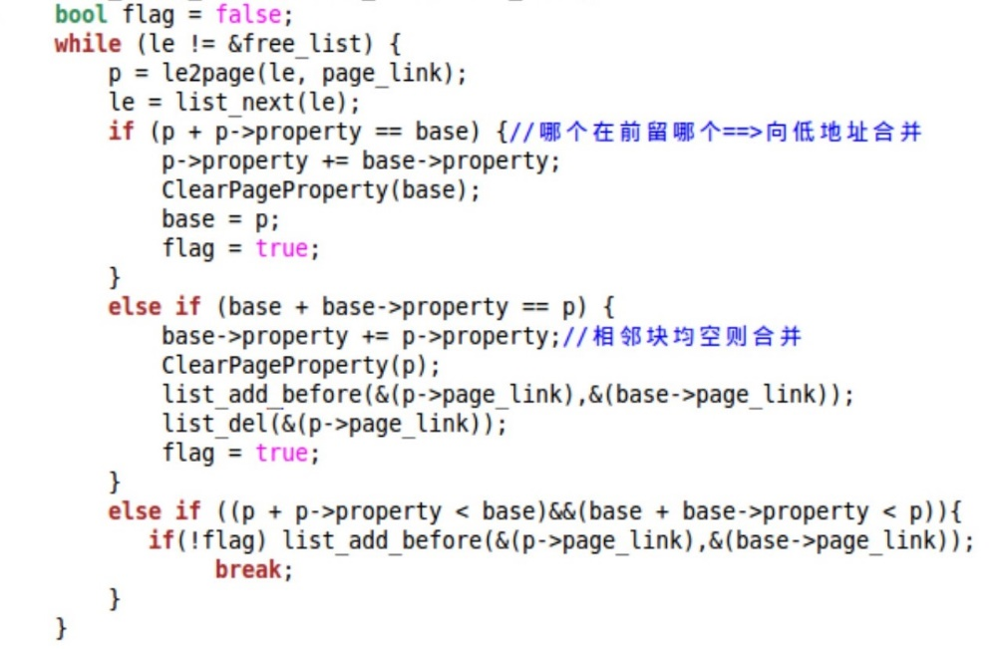 bool flag = false;
while (le != &free_list) {
p = le2page(le, page_link);
le = list_next(le);
if (p + p->property == base) {//哪个在前留哪个==>向低地址合并
p->property += base->property;
ClearPageProperty(base);
base = p;
flag = true;
}
else if (base + base->property == p) {
base->property += p->property;//相邻块均空则合并
ClearPageProperty(p);
list_add_before(&(p->page_link),&(base->page_link));
list_del(&(p->page_link));
flag = true;
}
else if ((p + p->property < base)&&(base + base->property < p)){
if(!flag) list_add_before(&(p->page_link),&(base->page_link));
break;
}
}